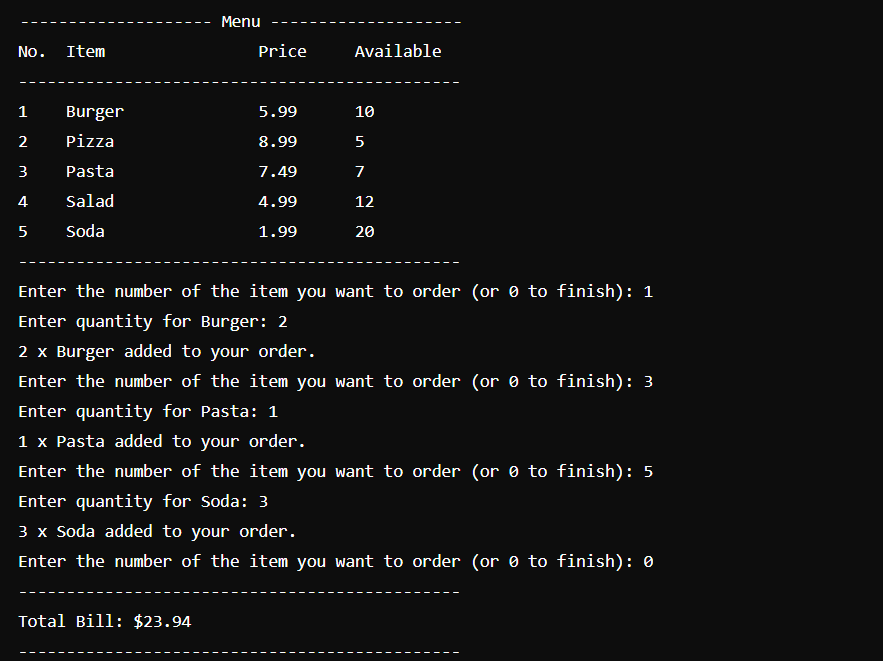 -------------------- Menu --------------------
No.  Item                Price     Available
----------------------------------------------
1    Burger              5.99      10
2    Pizza               8.99      5
3    Pasta               7.49      7
4    Salad               4.99      12
5    Soda                1.99      20
----------------------------------------------
Enter the number of the item you want to order (or 0 to finish): 1
Enter quantity for Burger: 2
2 x Burger added to your order.
Enter the number of the item you want to order (or 0 to finish): 3
Enter quantity for Pasta: 1
1 x Pasta added to your order.
Enter the number of the item you want to order (or 0 to finish): 5
Enter quantity for Soda: 3
3 x Soda added to your order.
Enter the number of the item you want to order (or 0 to finish): 0
----------------------------------------------
Total Bill: $23.94
----------------------------------------------